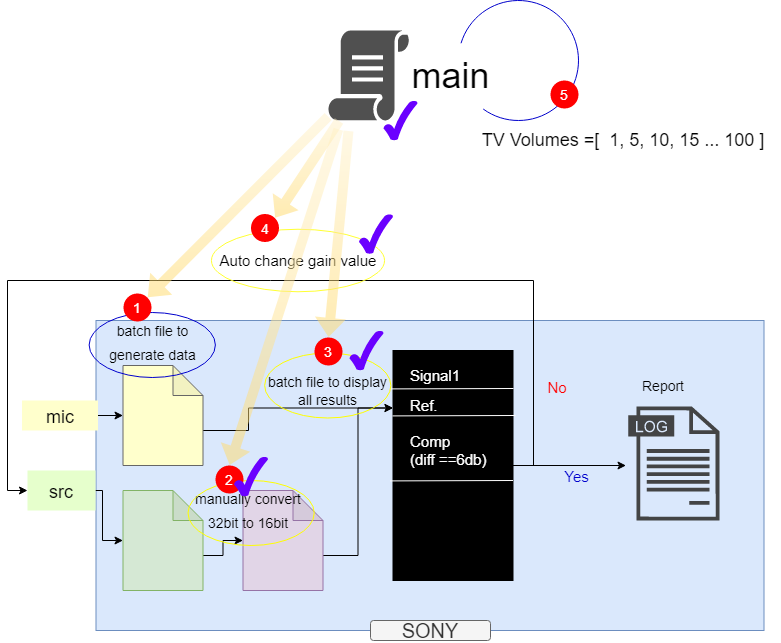 main
5
TV Volumes =[ 1, 5, 10, 15 ... 100 ]
4
Auto change gain value
1
batch file to
generate data
3
batch file to display
all results
mic
src
2
manually convert
32bit to 16bit
Signal1
Ref.
Comp
(diff ==6db)
No
Yes
Report
LOG
SONY